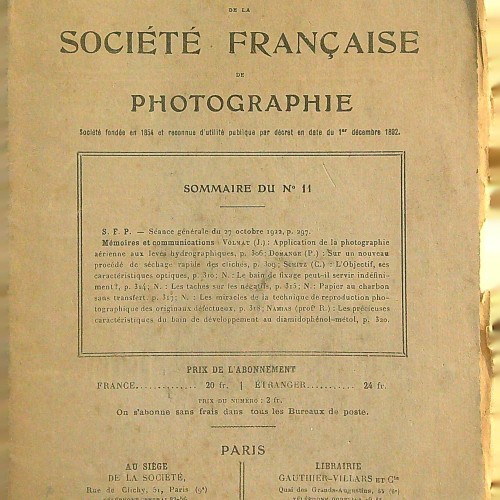 DE LA
SOCIÉTÉ FRANÇAISE
DE
PHOTOGRAPHIE
Société fondée en 1854 et reconnue d'utilité publique par décret en date du 1er décembre 1892.
SOMMAIRE DU No 11
S. F. P. — Séance générale du 27 octobre 1922, p. 297.
Mémoires et communications : VOLMAT (J.) : Application de la photographie
aérienne aux levés hydrographiques, p. 306; DOMANGE (P.) : Sur un nouveau
procédé de séchage rapide des clichés, p. 309; SCHITZ (C.) : L'Objectif, ses
caractéristiques optiques, p. 310; N. : Le bain de fixage peut-il servir indéfini-
ment?, p. 314; N. : Les taches sur les négatifs, p. 315; N. : Papier au charbon
sans transfert, p. 317; N. : Les miracles de la technique de reproduction pho-
tographique des originaux défectueux, p. 318; NAMIAS (profr R.) : Les précieuses
caractéristiques du bain de développement au diamidophénol-métol, p. 320.
PRIX DE L'ABONNEMENT
FRANCE............ 20 fr. | ÉTRANGER........... 24 fr.
PRIX DU NUMÉRO : 2 fr.
On s'abonne sans frais dans tous les Bureaux de poste.
PARIS
AU SIÈGE
DE LA SOCIÉTÉ,
Rue de Clichy, 51, Paris (9e)
LIBRAIRIE
GAUTHIER-VILLARS ET Cie
Quai des Grands-Augustins, 55 (6e)